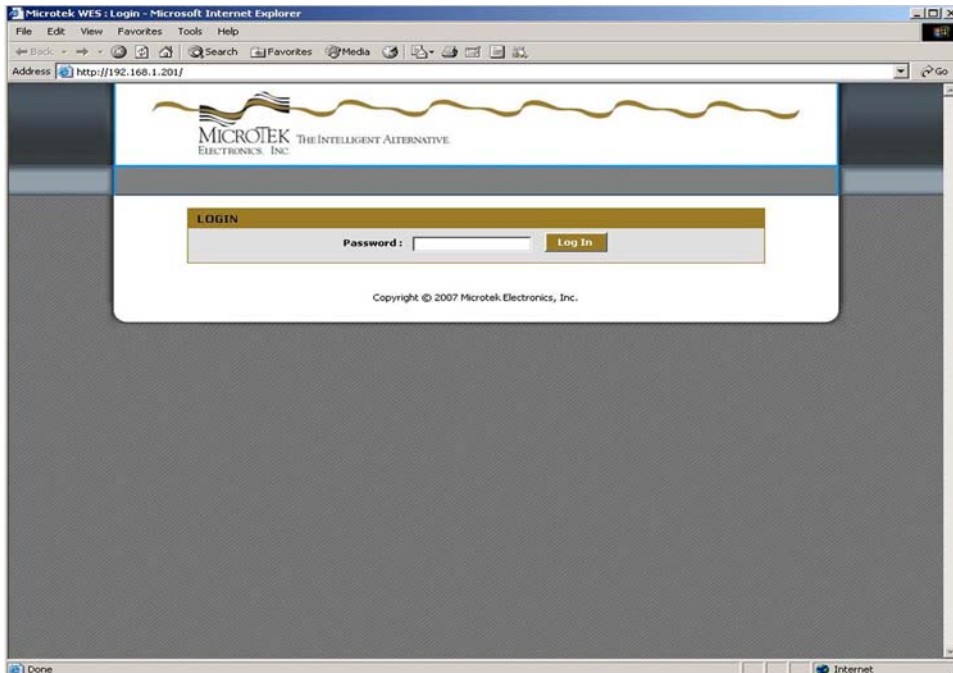 Microtek WES : Login - Microsoft Internet Explorer
File Edit View Favorites Tools Help
Back Search Favorites Media
Address http://192.168.1.201/ Go
MICROTEK THE INTELLIGENT ALTERNATIVE
ELECTRONICS, INC.
LOGIN
Password : Log In
Copyright © 2007 Microtek Electronics, Inc.
Done Internet